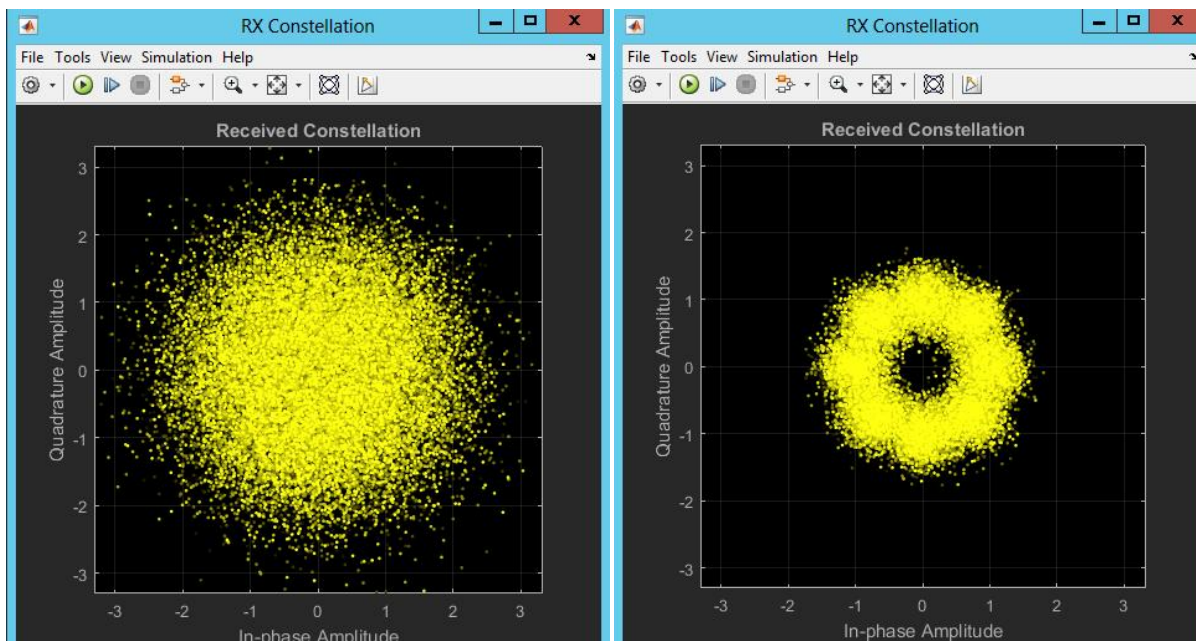 RX Constellation
File Tools View Simulation Help
Received Constellation
3
2
1
0
-1
-2
-3
Quadrature Amplitude
-3 -2 -1 0 1 2 3
In-phase Amplitude
RX Constellation
File Tools View Simulation Help
Received Constellation
3
2
1
0
-1
-2
-3
Quadrature Amplitude
-3 -2 -1 0 1 2 3
In-phase Amplitude